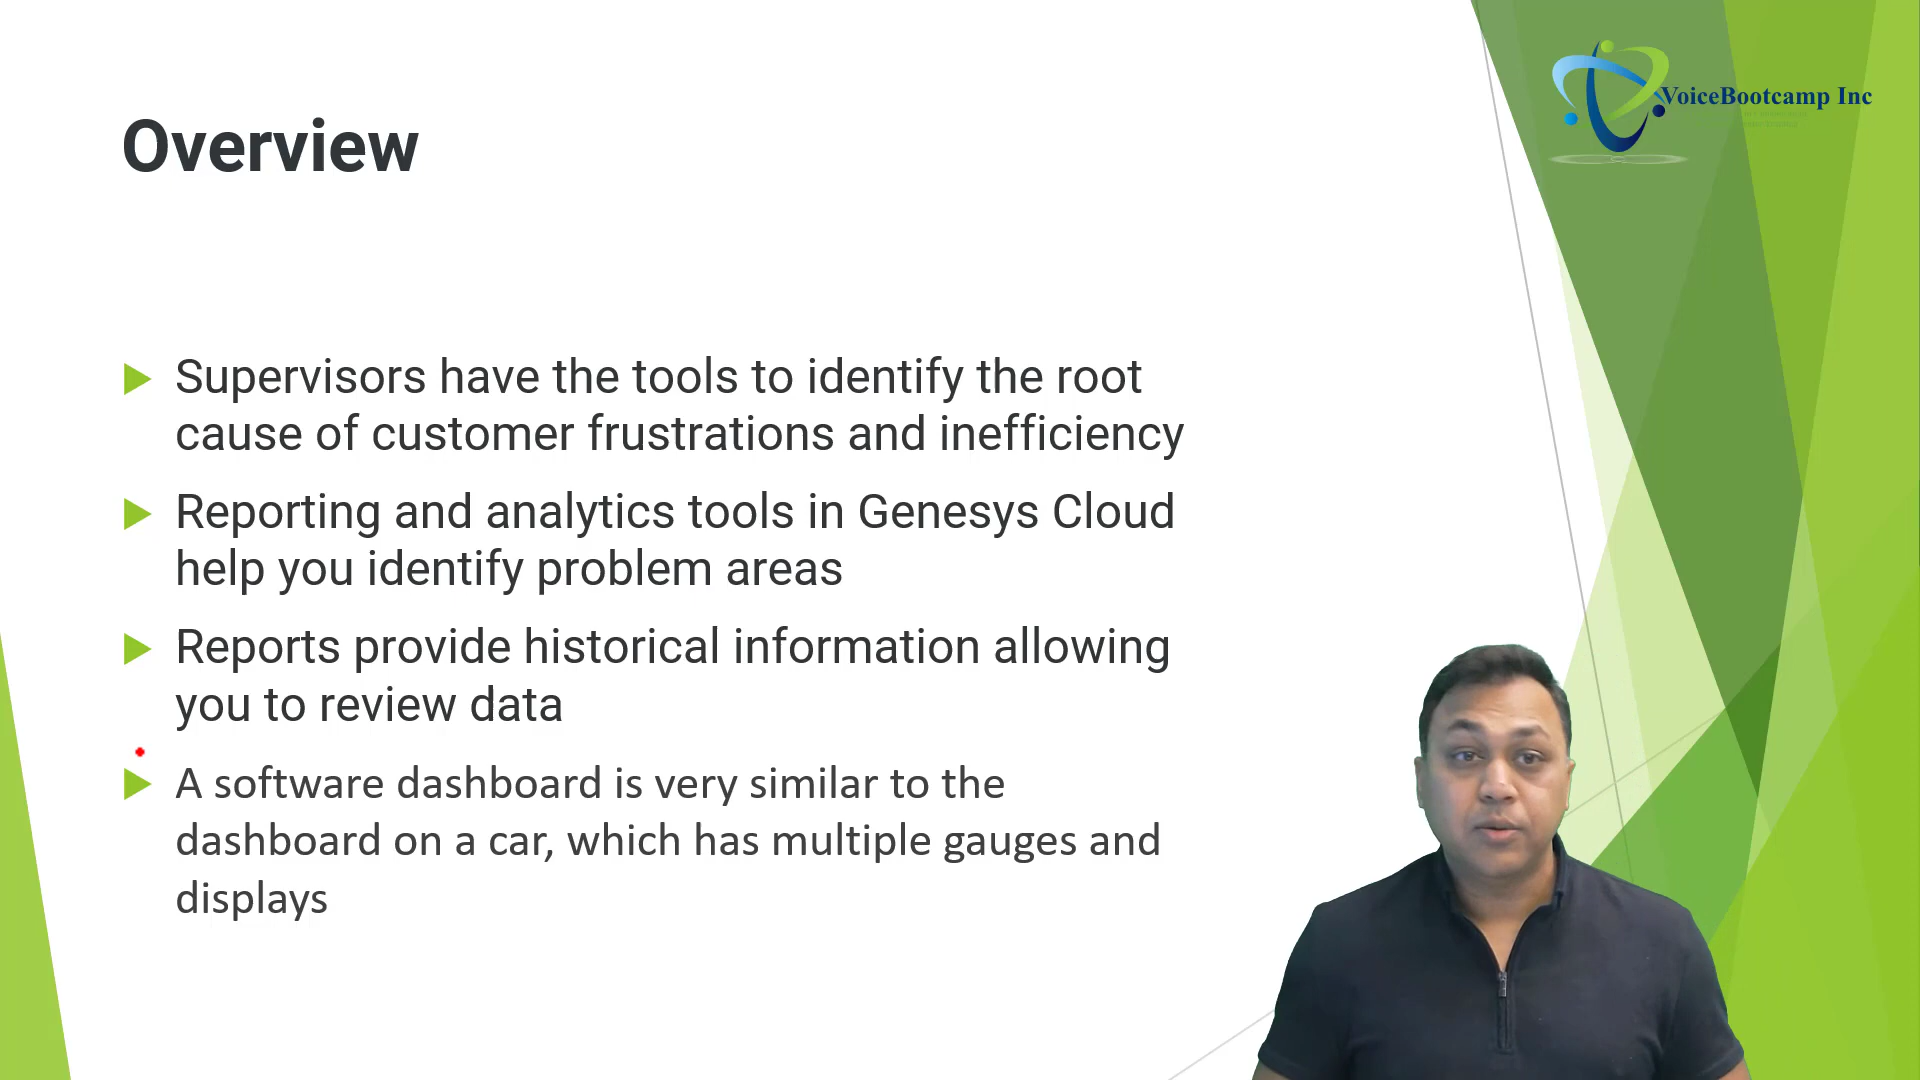 VoiceBootcamp Inc
Overview
Supervisors have the tools to identify the root
cause of customer frustrations and inefficiency
Reporting and analytics tools in Genesys Cloud
help you identify problem areas
Reports provide historical information allowing
you to review data
A software dashboard is very similar to the
dashboard on a car, which has multiple gauges and
displays